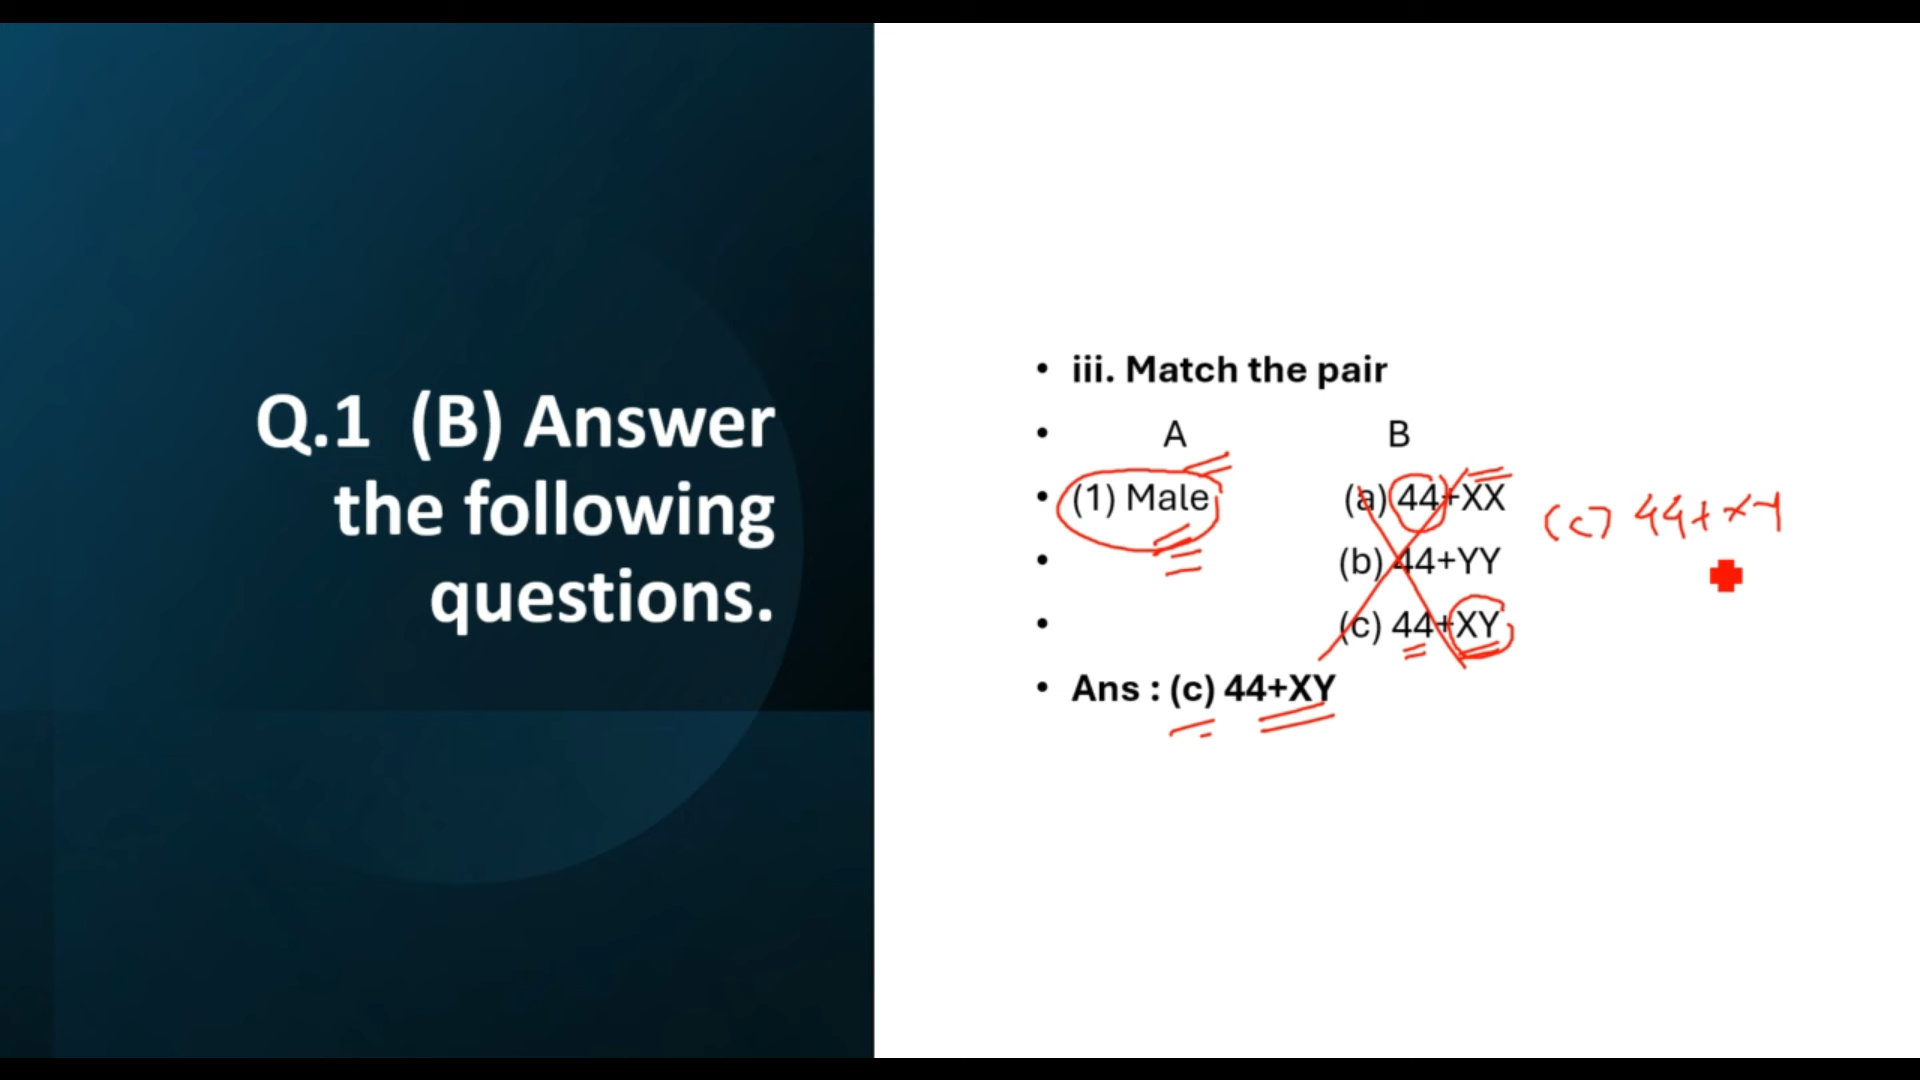 Q.1 (B) Answer
the following
questions.
• iii. Match the pair
• A B
• (1) Male (a) 44+XX
(c) 44+XY
• (b) 44+YY
• (c) 44+XY
• Ans : (c) 44+XY